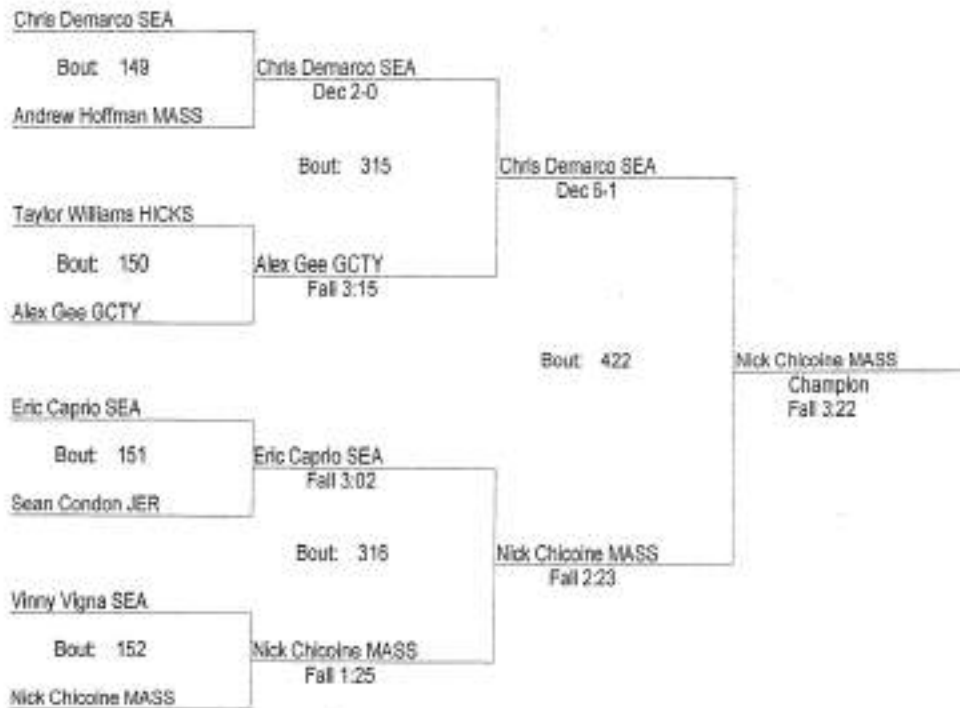 Chris Demarco SEA
Bout: 149
Chris Demarco SEA
Dec 2-0
Andrew Hoffman MASS
Bout: 315
Chris Demarco SEA
Dec 5-1
Taylor Williams HICKS
Bout: 150
Alex Gee GCTY
Fall 3:15
Alex Gee GCTY
Bout: 422
Nick Chicoine MASS
Champion
Fall 3:22
Eric Caprio SEA
Bout: 151
Eric Caprio SEA
Fall 3:02
Sean Condon JER
Bout: 316
Nick Chicoine MASS
Fall 2:23
Vinny Vigna SEA
Bout: 152
Nick Chicoine MASS
Fall 1:25
Nick Chicoine MASS